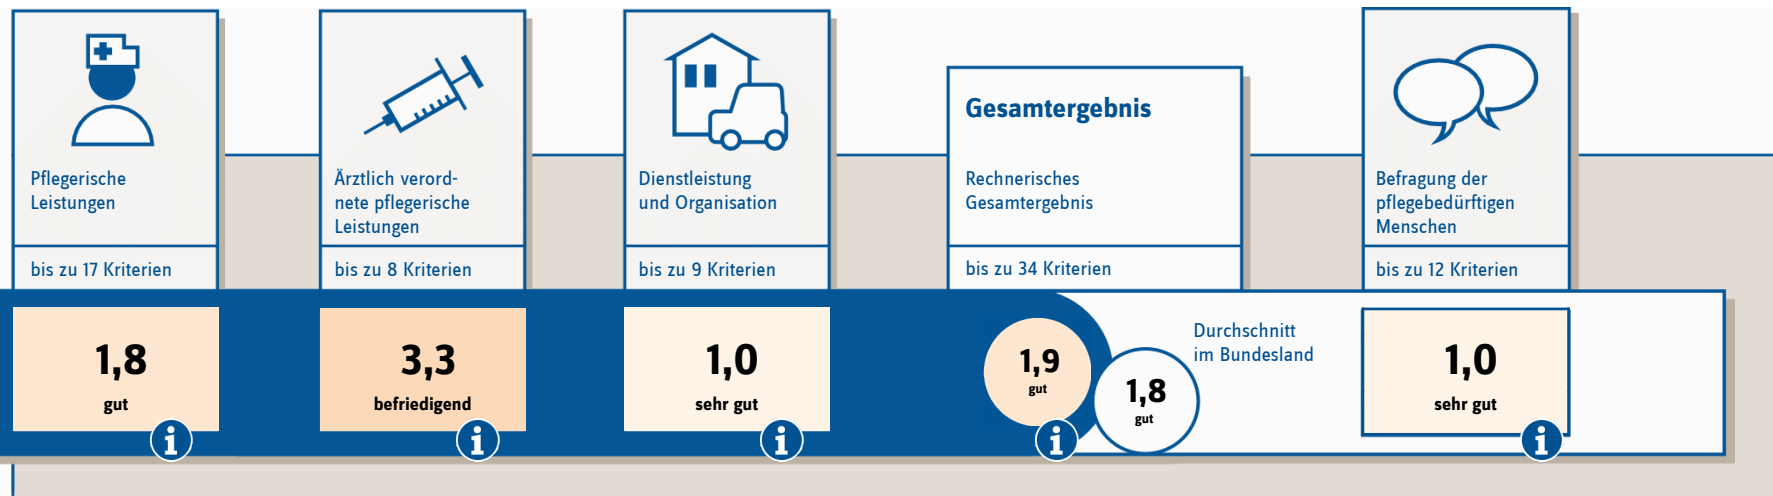 Pflegerische
Leistungen
bis zu 17 Kriterien
1,8
gut
i
Ärztlich verord-
nete pflegerische
Leistungen
bis zu 8 Kriterien
3,3
befriedigend
i
Dienstleistung
und Organisation
bis zu 9 Kriterien
1,0
sehr gut
i
Gesamtergebnis
Rechnerisches
Gesamtergebnis
bis zu 34 Kriterien
1,9
gut
i
Durchschnitt
im Bundesland
1,8
gut
Befragung der
pflegebedürftigen
Menschen
bis zu 12 Kriterien
1,0
sehr gut
i